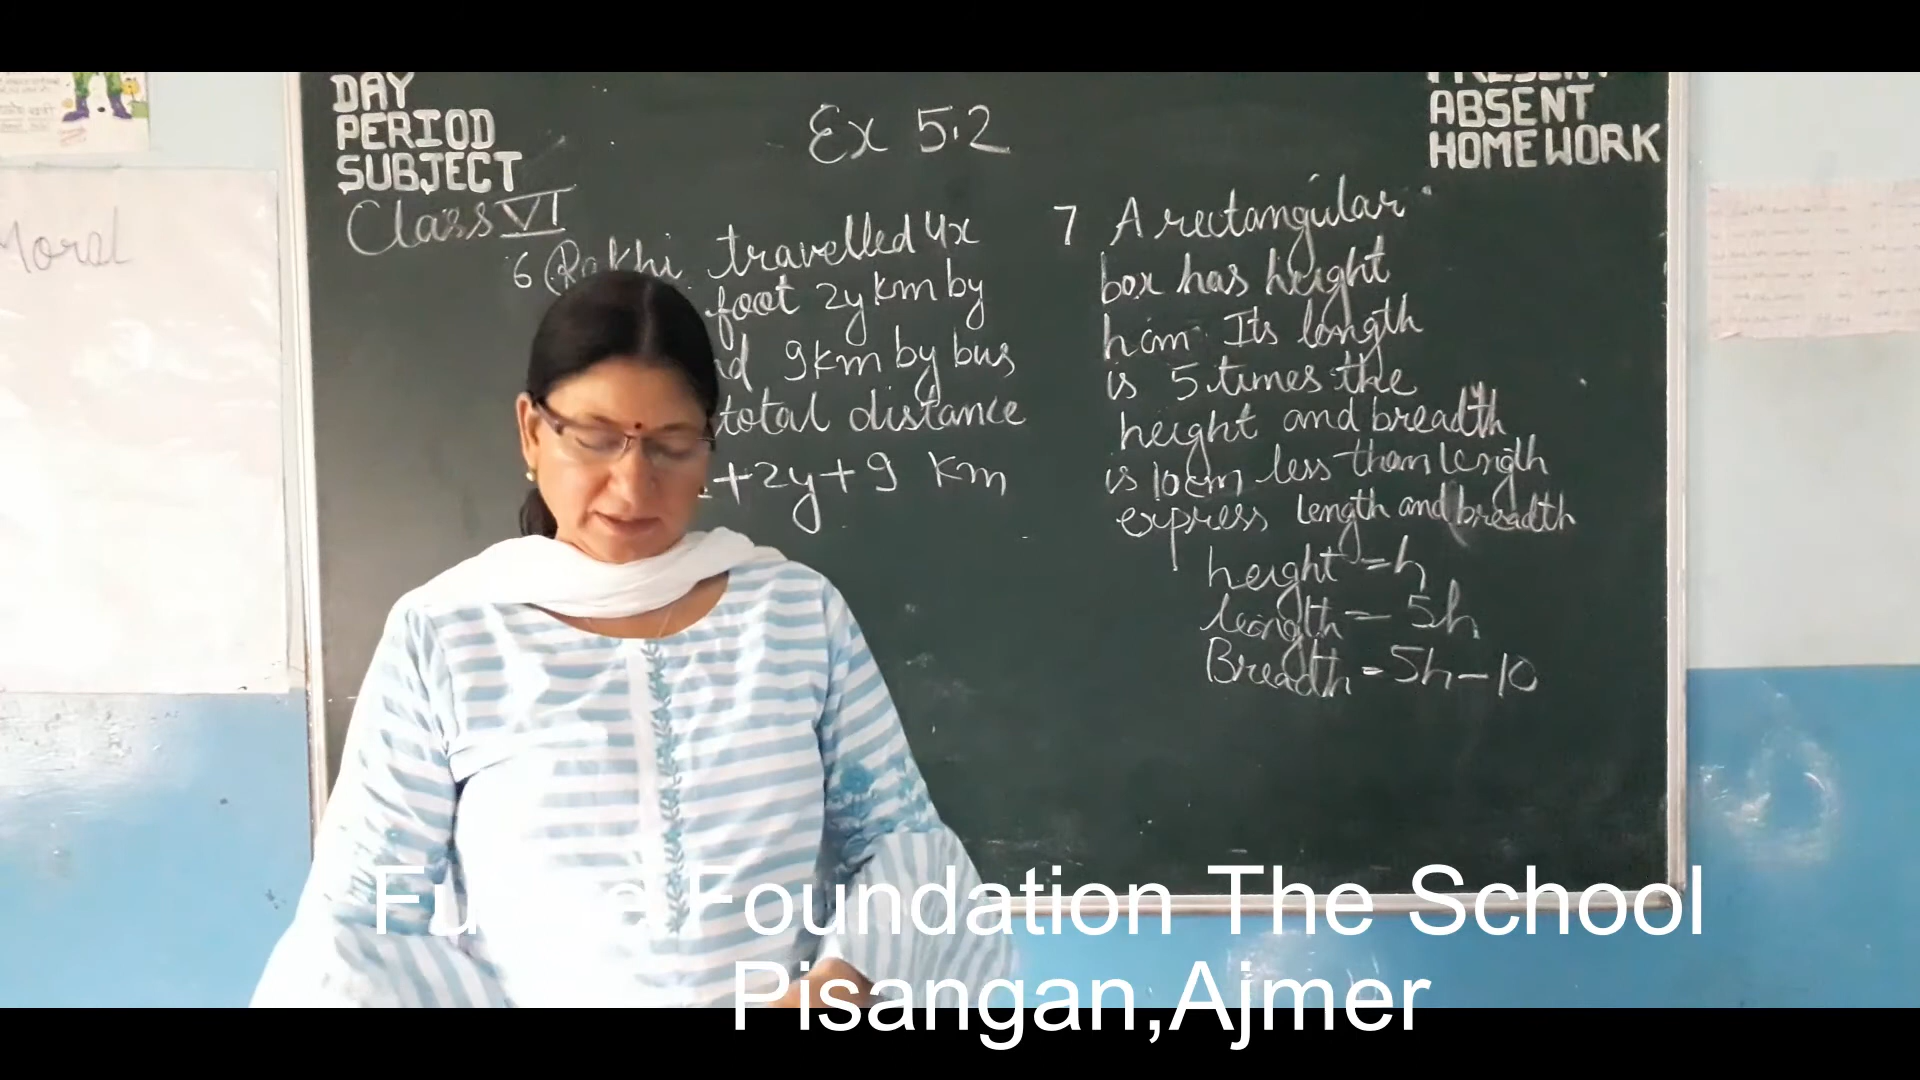 DAY
PERIOD
SUBJECT
Class VI
Ex 5.2
ABSENT
HOMEWORK
Moral
6 Rakhi travelled 4x
foot 2y km by
9 km by bus
total distance
+2y+9 km
7 A rectangular
box has height
h cm Its length
is 5 times the
height and breadth
is 10cm less than length
express length and breadth
height = h
length = 5h
Breadth = 5h-10
Foundation The School
Pisangan,Ajmer